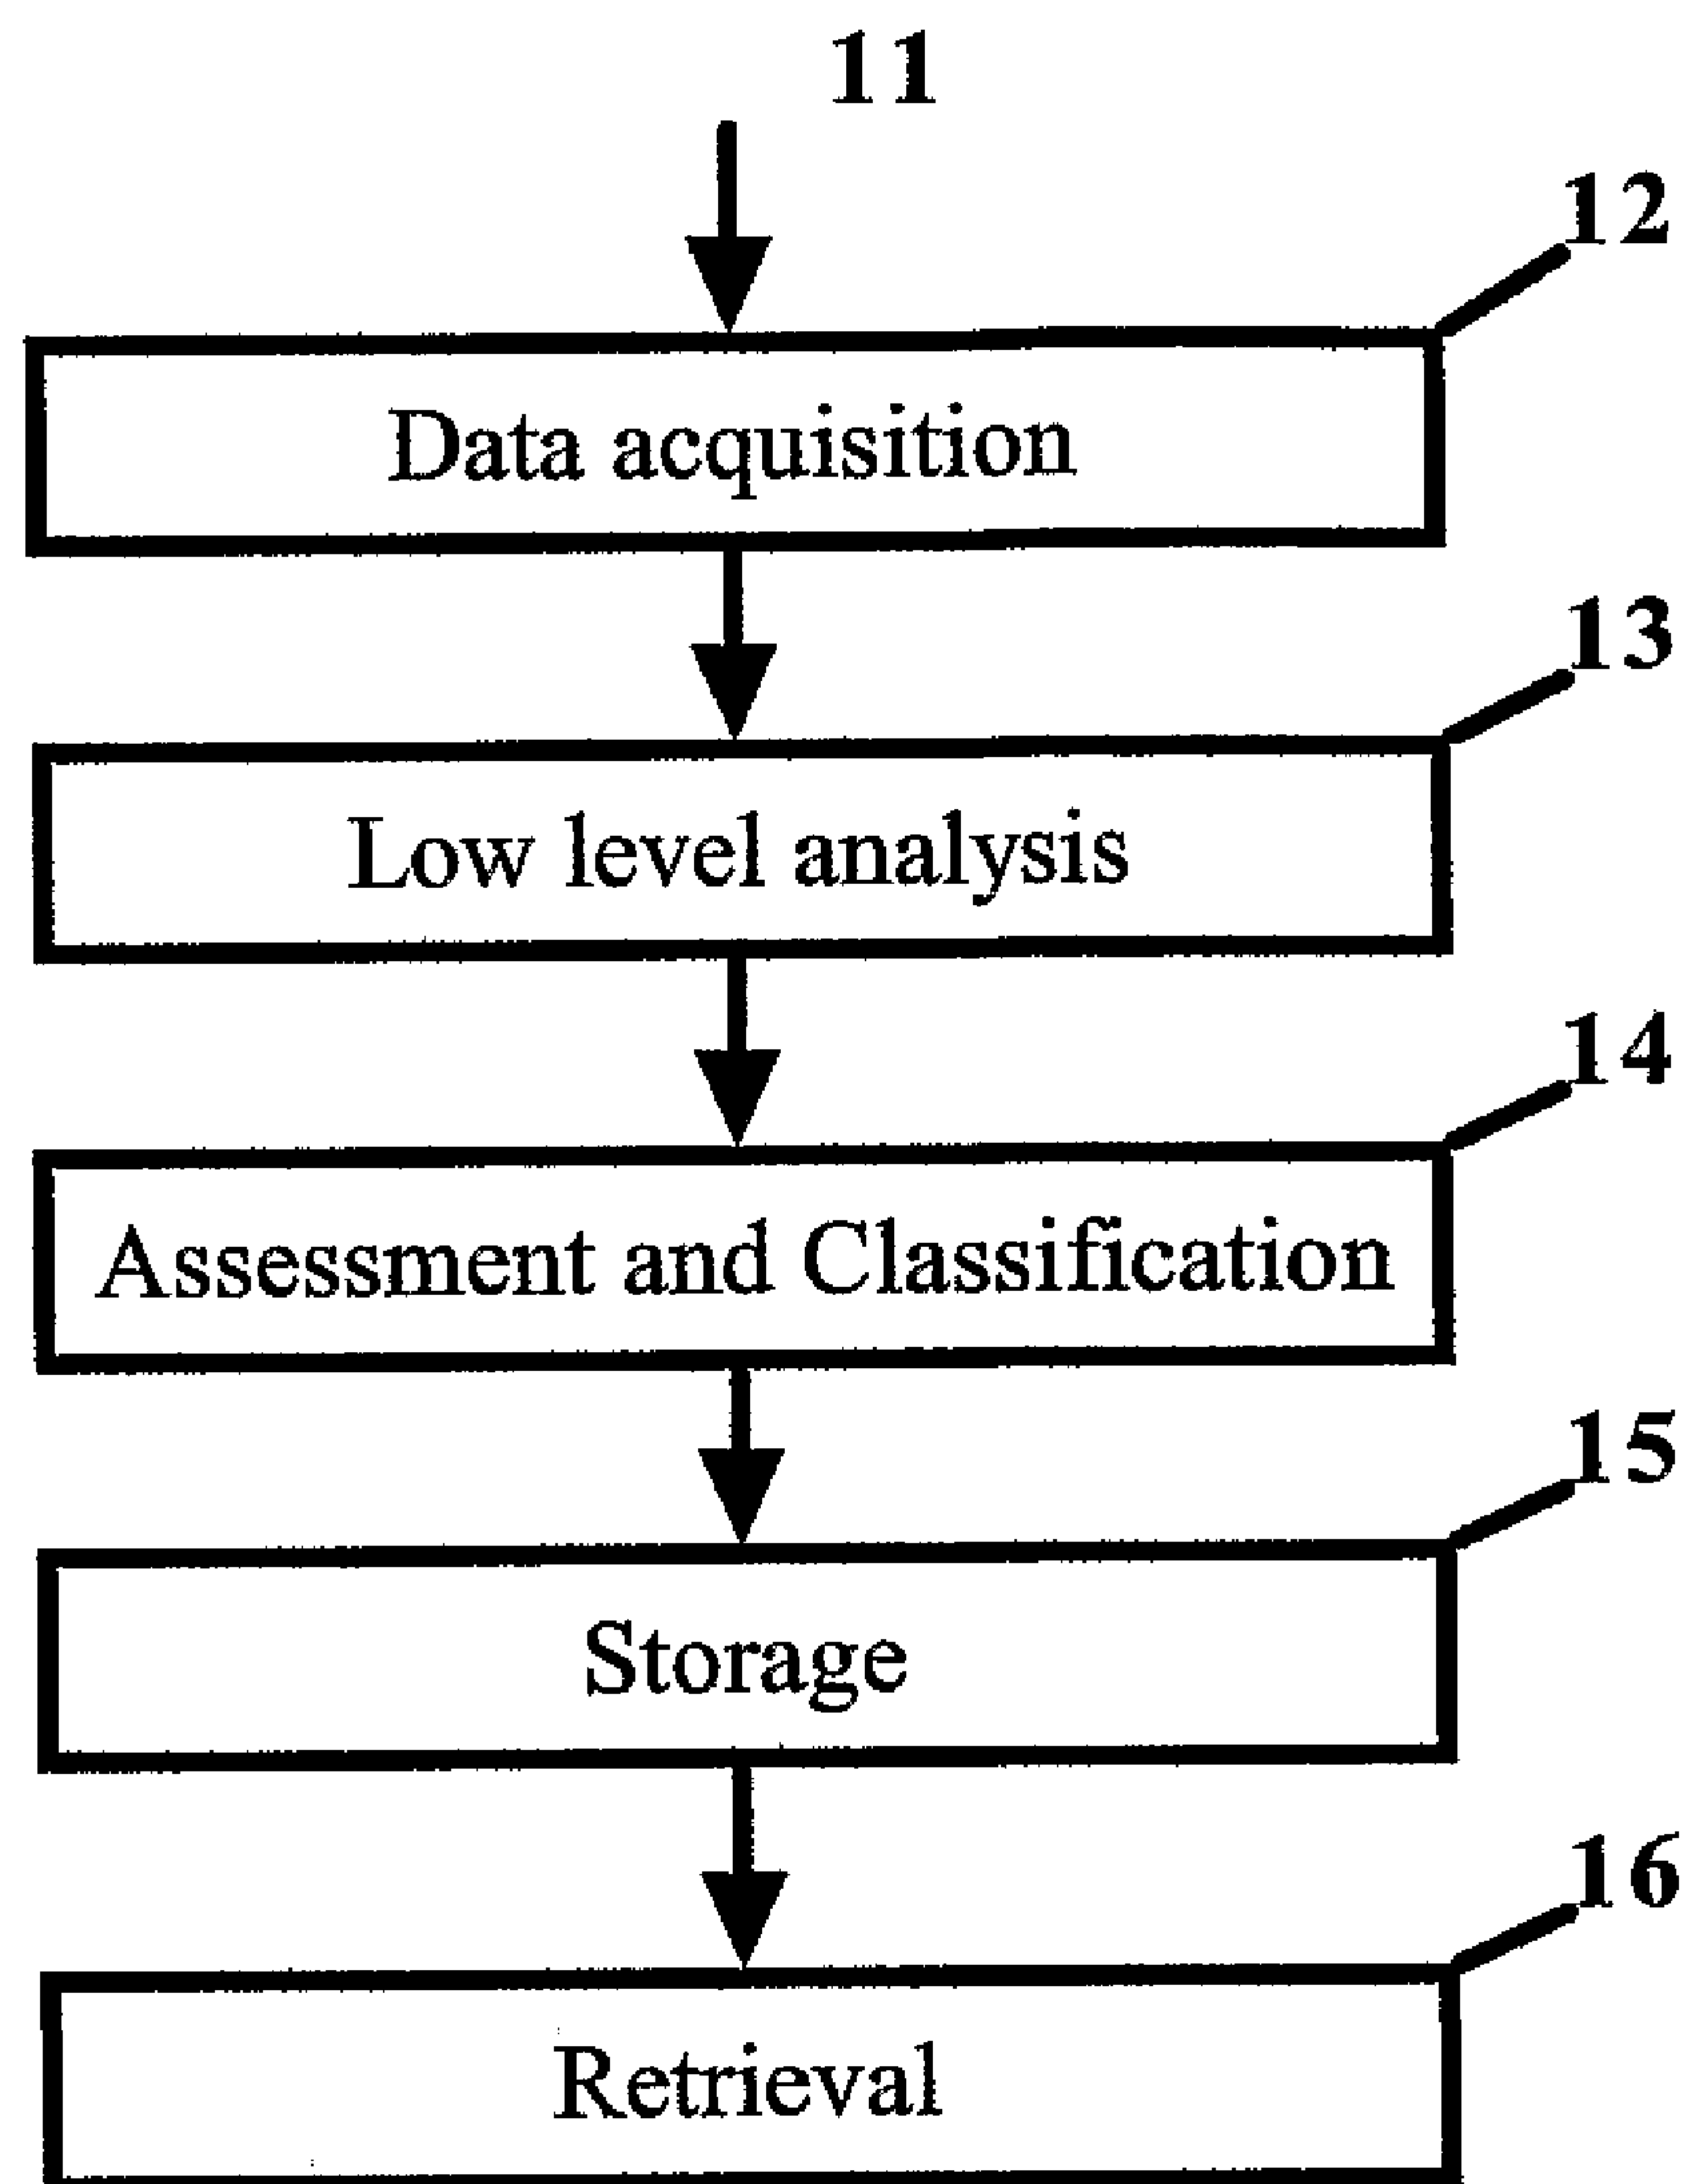 11
12
Data acquisition
13
Low level analysis
14
Assessment and Classification
15
Storage
16
Retrieval